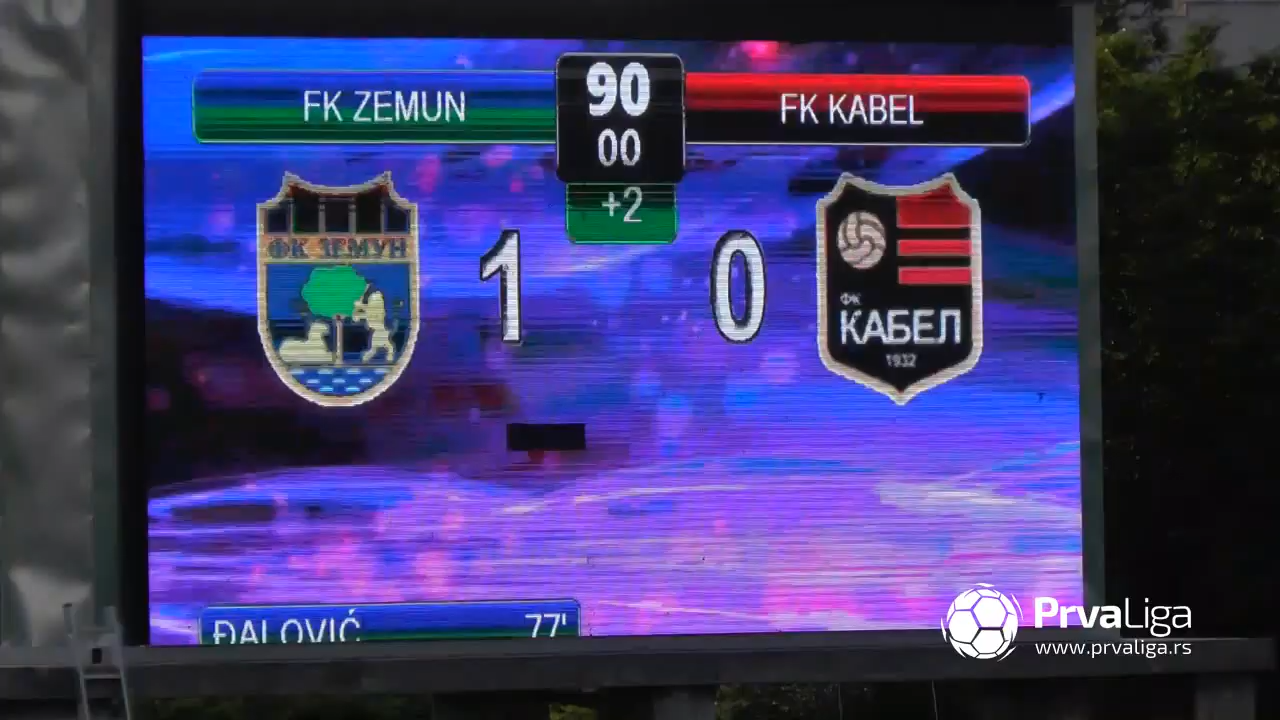 FK ZEMUN
90
00
+2
FK KABEL
ФК ЗЕМУН
1
0
ФК
КАБЕЛ
1932
ĐALOVIĆ 77'
PrvaLiga
www.prvaliga.rs